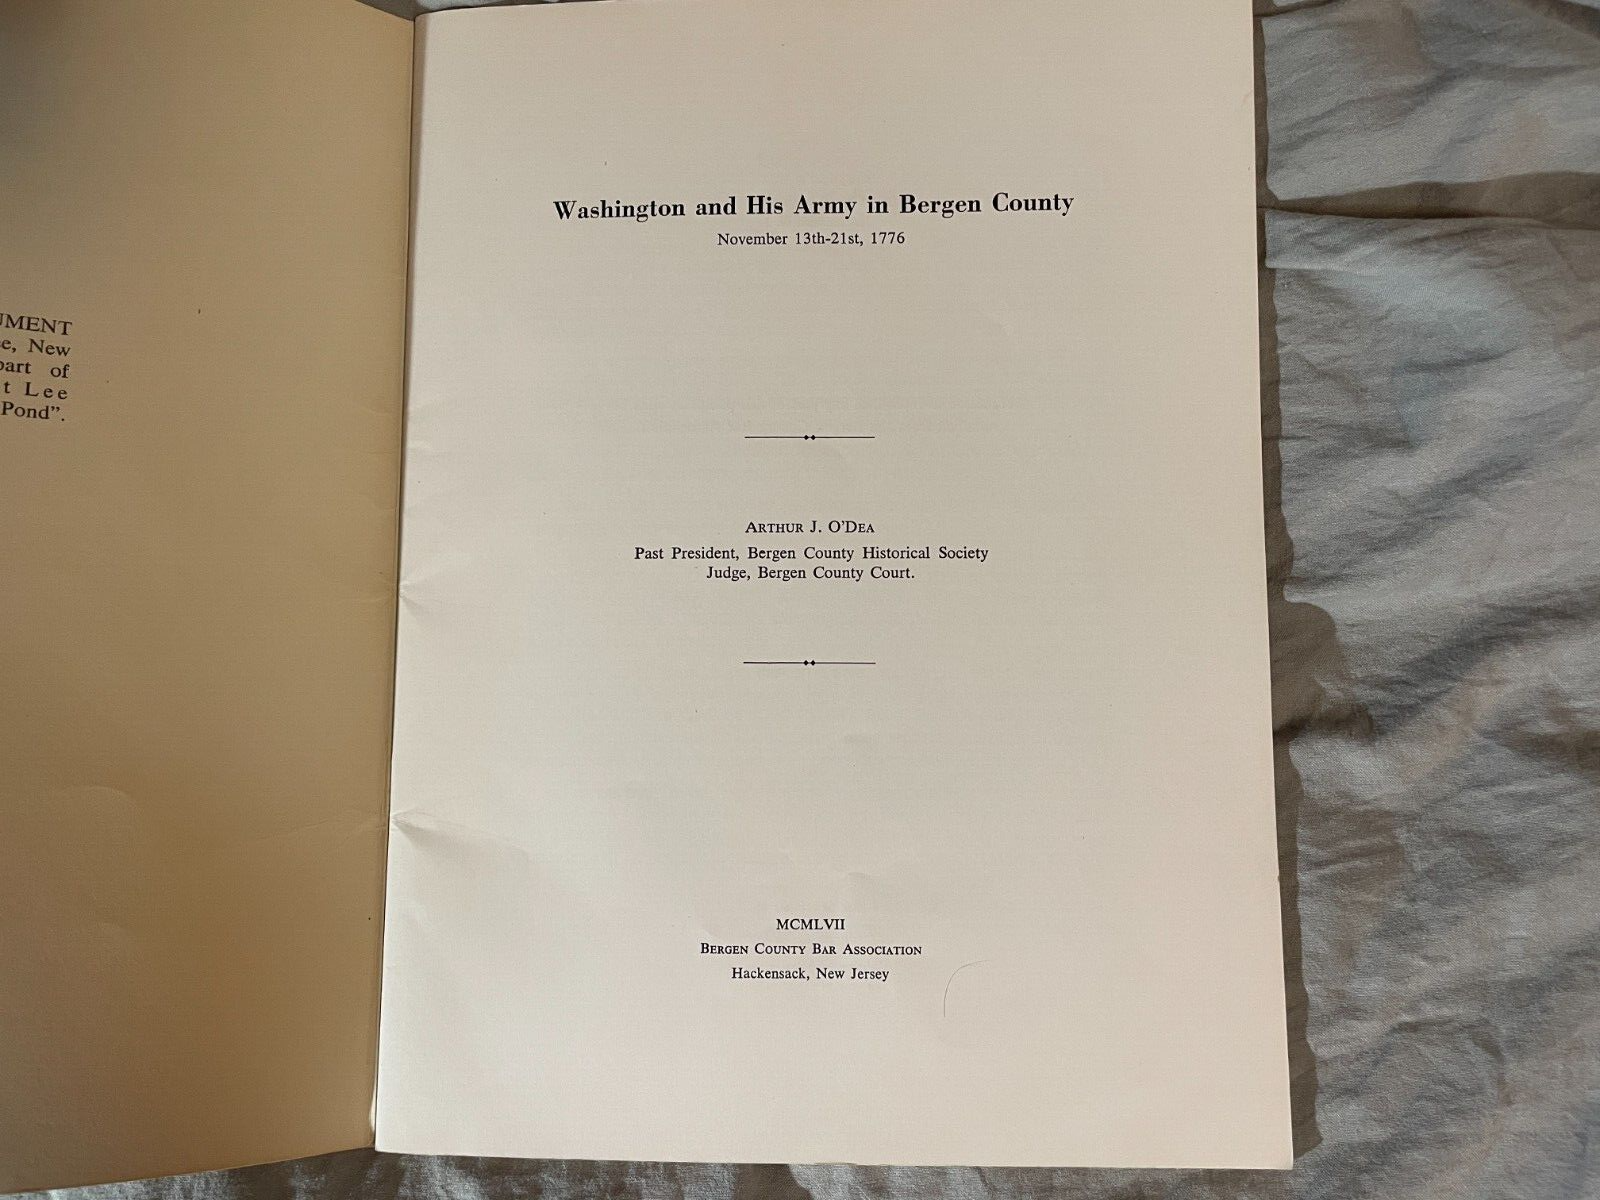 UMENT
e, New
part of
t Lee
Pond”.
Washington and His Army in Bergen County
November 13th-21st, 1776
ARTHUR J. O'DEA
Past President, Bergen County Historical Society
Judge, Bergen County Court.
MCMLVII
BERGEN COUNTY BAR ASSOCIATION
Hackensack, New Jersey